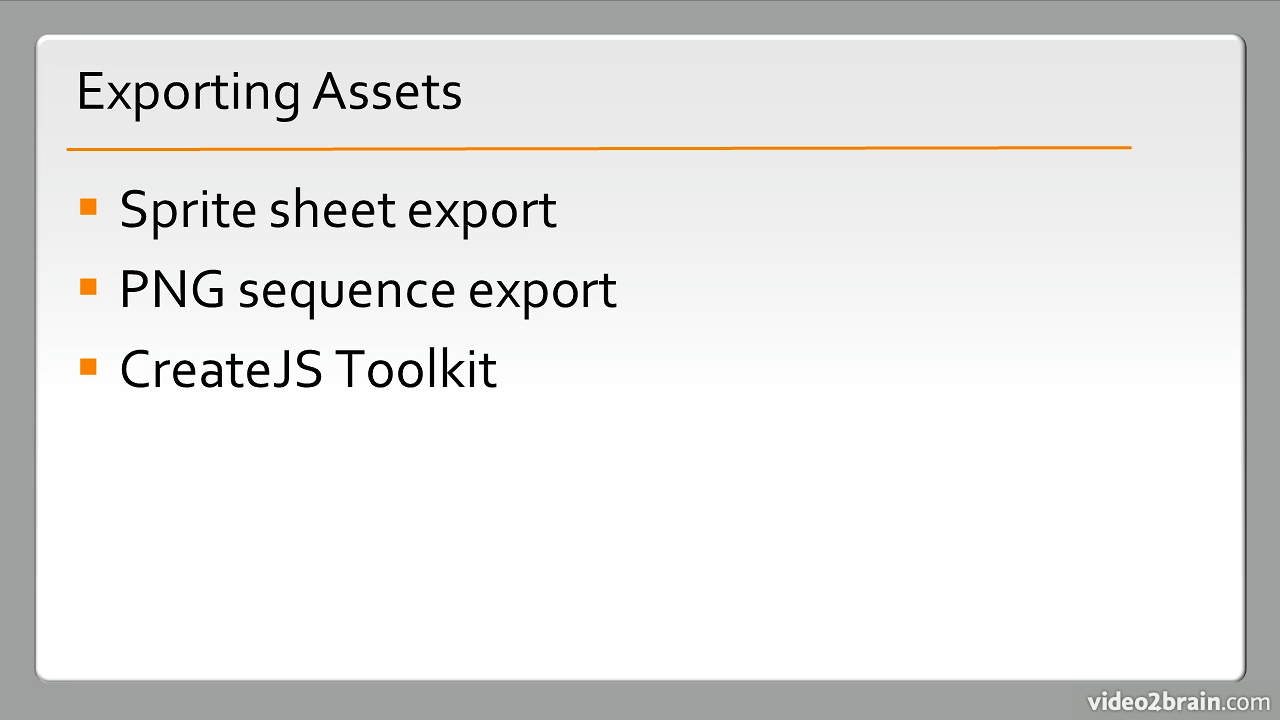 Exporting Assets
Sprite sheet export
PNG sequence export
CreateJS Toolkit
video2brain.com